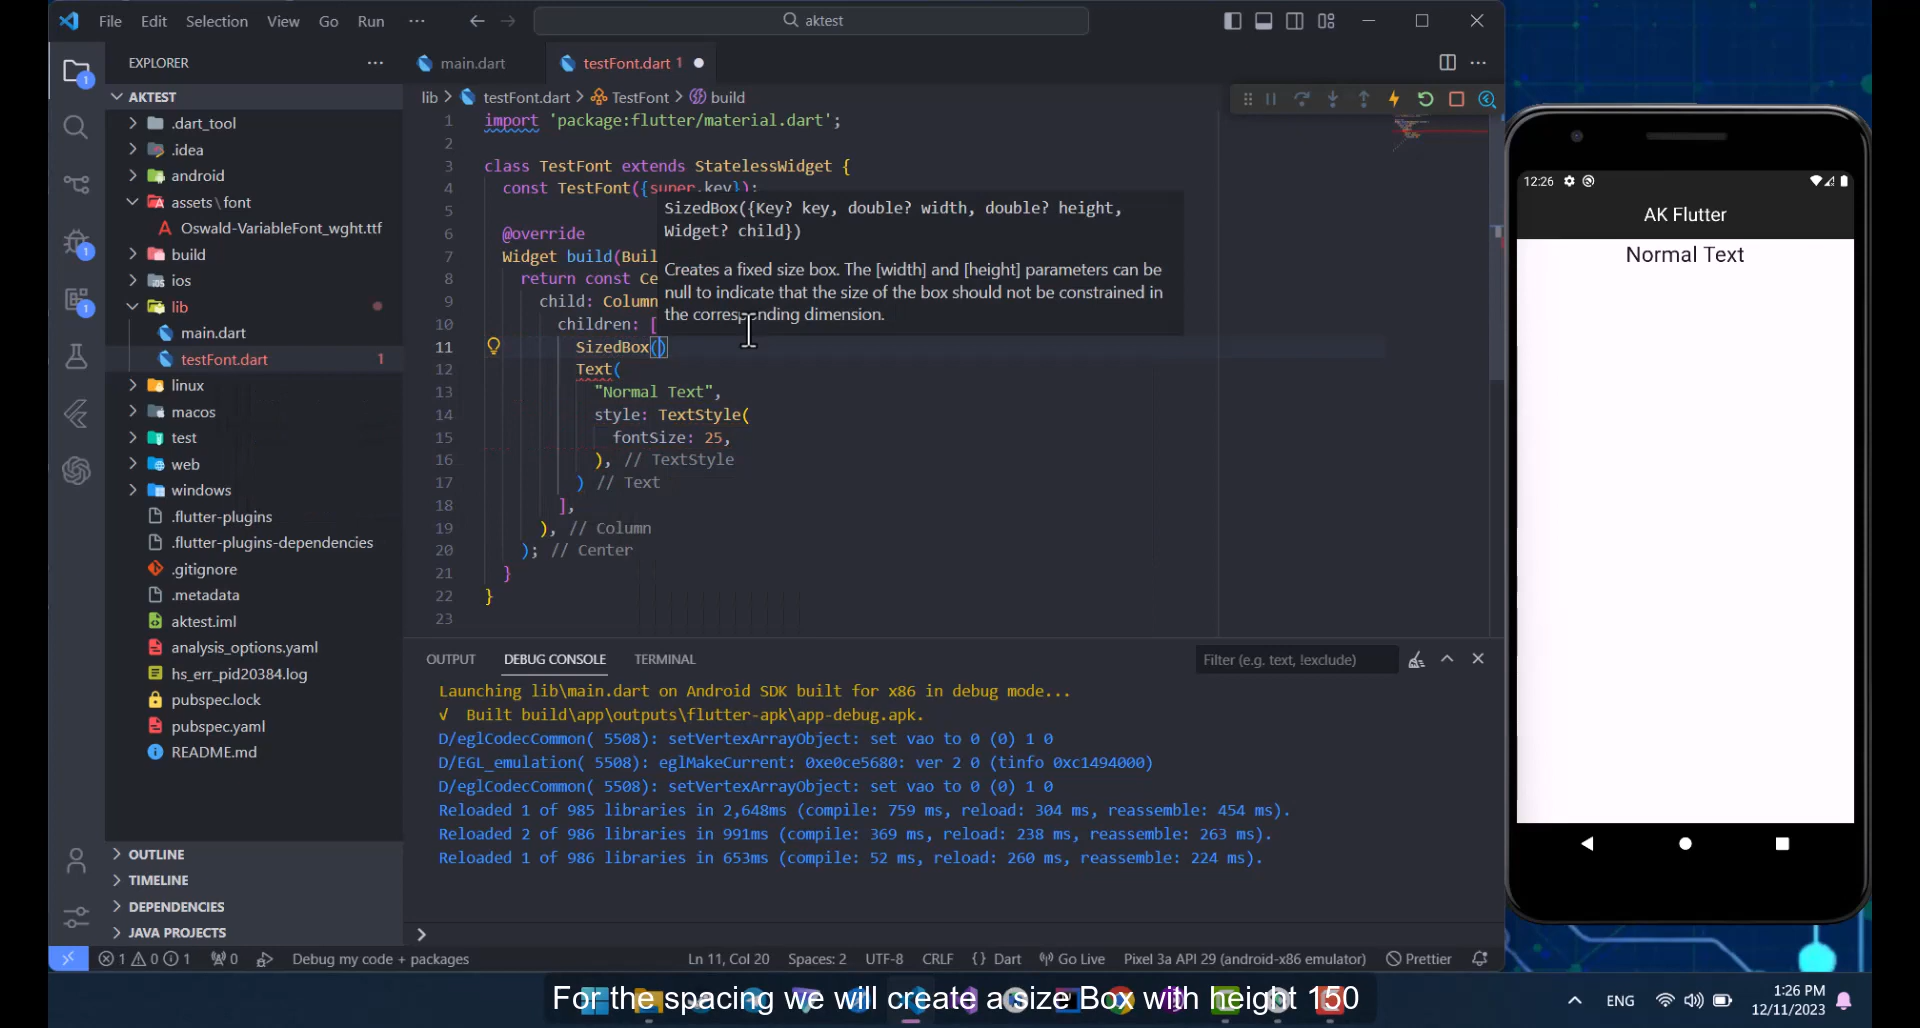 File Edit Selection View Go Run ··· aktest
EXPLORER ···
main.dart
testFont.dart 1
AKTEST
.dart_tool
.idea
android
assets \ font
Oswald-VariableFont_wght.ttf
build
ios
lib
main.dart
testFont.dart 1
linux
macos
test
web
windows
.flutter-plugins
.flutter-plugins-dependencies
.gitignore
.metadata
aktest.iml
analysis_options.yaml
hs_err_pid20384.log
pubspec.lock
pubspec.yaml
README.md
OUTLINE
TIMELINE
DEPENDENCIES
JAVA PROJECTS
lib > testFont.dart > TestFont > build
1 import 'package:flutter/material.dart';
2
3 class TestFont extends StatelessWidget {
4 const TestFont({super.key});
5
6 @override
7 Widget build(Buil
8 return const Ce
9 child: Column
10 children: [
11 SizedBox()
12 Text(
13 "Normal Text",
14 style: TextStyle(
15 fontSize: 25,
16 ), // TextStyle
17 ) // Text
18 ],
19 ), // Column
20 ); // Center
21 }
22 }
23
SizedBox({Key? key, double? width, double? height,
Widget? child})
Creates a fixed size box. The [width] and [height] parameters can be
null to indicate that the size of the box should not be constrained in
the corresponding dimension.
OUTPUT DEBUG CONSOLE TERMINAL Filter (e.g. text, !exclude)
Launching lib\main.dart on Android SDK built for x86 in debug mode...
√ Built build\app\outputs\flutter-apk\app-debug.apk.
D/eglCodecCommon( 5508): setVertexArrayObject: set vao to 0 (0) 1 0
D/EGL_emulation( 5508): eglMakeCurrent: 0xe0ce5680: ver 2 0 (tinfo 0xc1494000)
D/eglCodecCommon( 5508): setVertexArrayObject: set vao to 0 (0) 1 0
Reloaded 1 of 985 libraries in 2,648ms (compile: 759 ms, reload: 304 ms, reassemble: 454 ms).
Reloaded 2 of 986 libraries in 991ms (compile: 369 ms, reload: 238 ms, reassemble: 263 ms).
Reloaded 1 of 986 libraries in 653ms (compile: 52 ms, reload: 260 ms, reassemble: 224 ms).
1 0 1 0 Debug my code + packages Ln 11, Col 20 Spaces: 2 UTF-8 CRLF {} Dart Go Live Pixel 3a API 29 (android-x86 emulator) Prettier
12:26
AK Flutter
Normal Text
For the spacing we will create a size Box with height 150
ENG
1:26 PM
12/11/2023